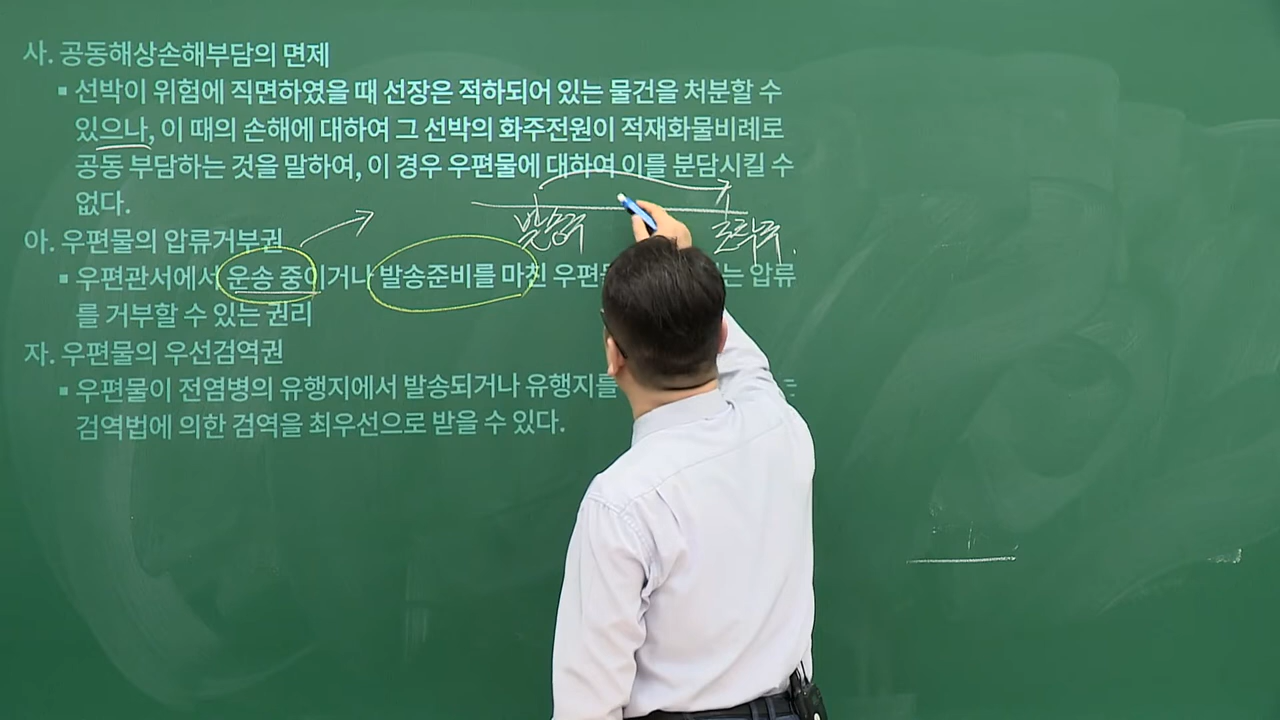 사. 공동해상손해부담의 면제
▪ 선박이 위험에 직면하였을 때 선장은 적하되어 있는 물건을 처분할 수
있으나, 이 때의 손해에 대하여 그 선박의 화주전원이 적재화물비례로
공동 부담하는 것을 말하여, 이 경우 우편물에 대하여 이를 분담시킬 수
없다.
발송국
도착국.
아. 우편물의 압류거부권
▪ 우편관서에서 운송 중이거나 발송준비를 마친 우편 는 압류
를 거부할 수 있는 권리
자. 우편물의 우선검역권
▪ 우편물이 전염병의 유행지에서 발송되거나 유행지를
검역법에 의한 검역을 최우선으로 받을 수 있다.